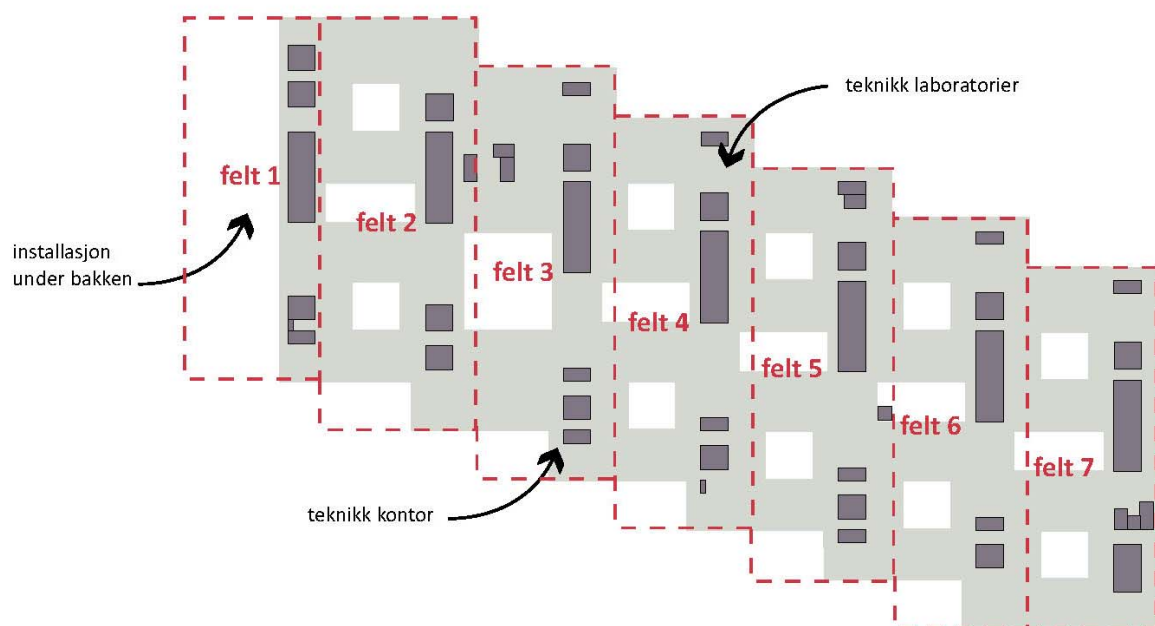 teknikk laboratorier
felt 1
felt 2
installasjon
under bakken
felt 3
felt 4
felt 5
felt 6
felt 7
teknikk kontor